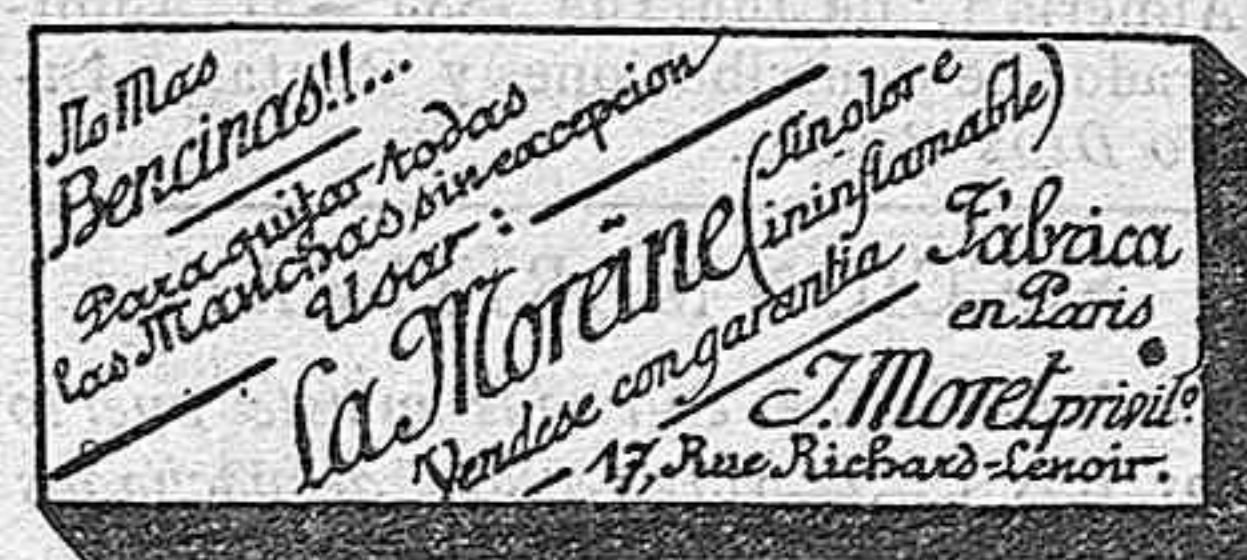 No Mas
Bencinas!!...
Para quitar todas
las Manchas sin excepcion
Usar:
La Moreine (Sin olor e
ininflamable)
Vendese con garantia
Fábrica
en Paris
J. Moret privil.º
17, Rue Richard-Lenoir.